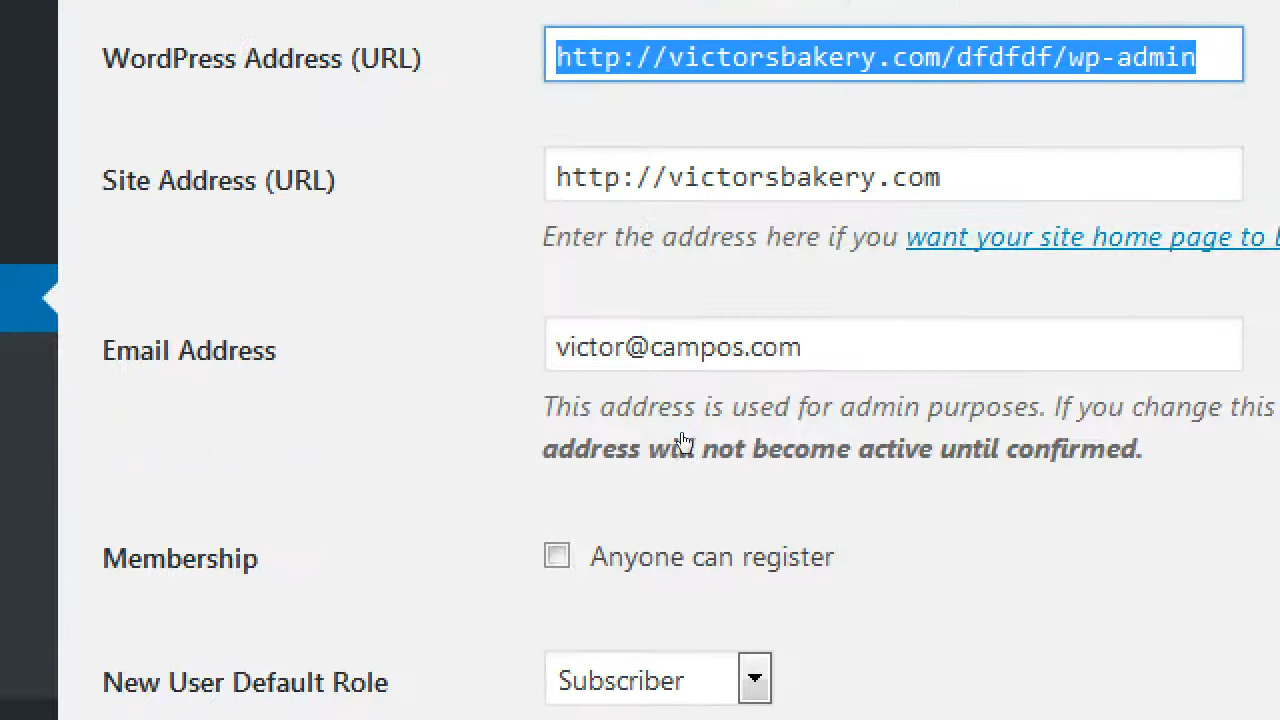 WordPress Address (URL) http://victorsbakery.com/dfdfdf/wp-admin
Site Address (URL) http://victorsbakery.com
Enter the address here if you want your site home page to
Email Address victor@campos.com
This address is used for admin purposes. If you change this
address will not become active until confirmed.
Membership Anyone can register
New User Default Role Subscriber